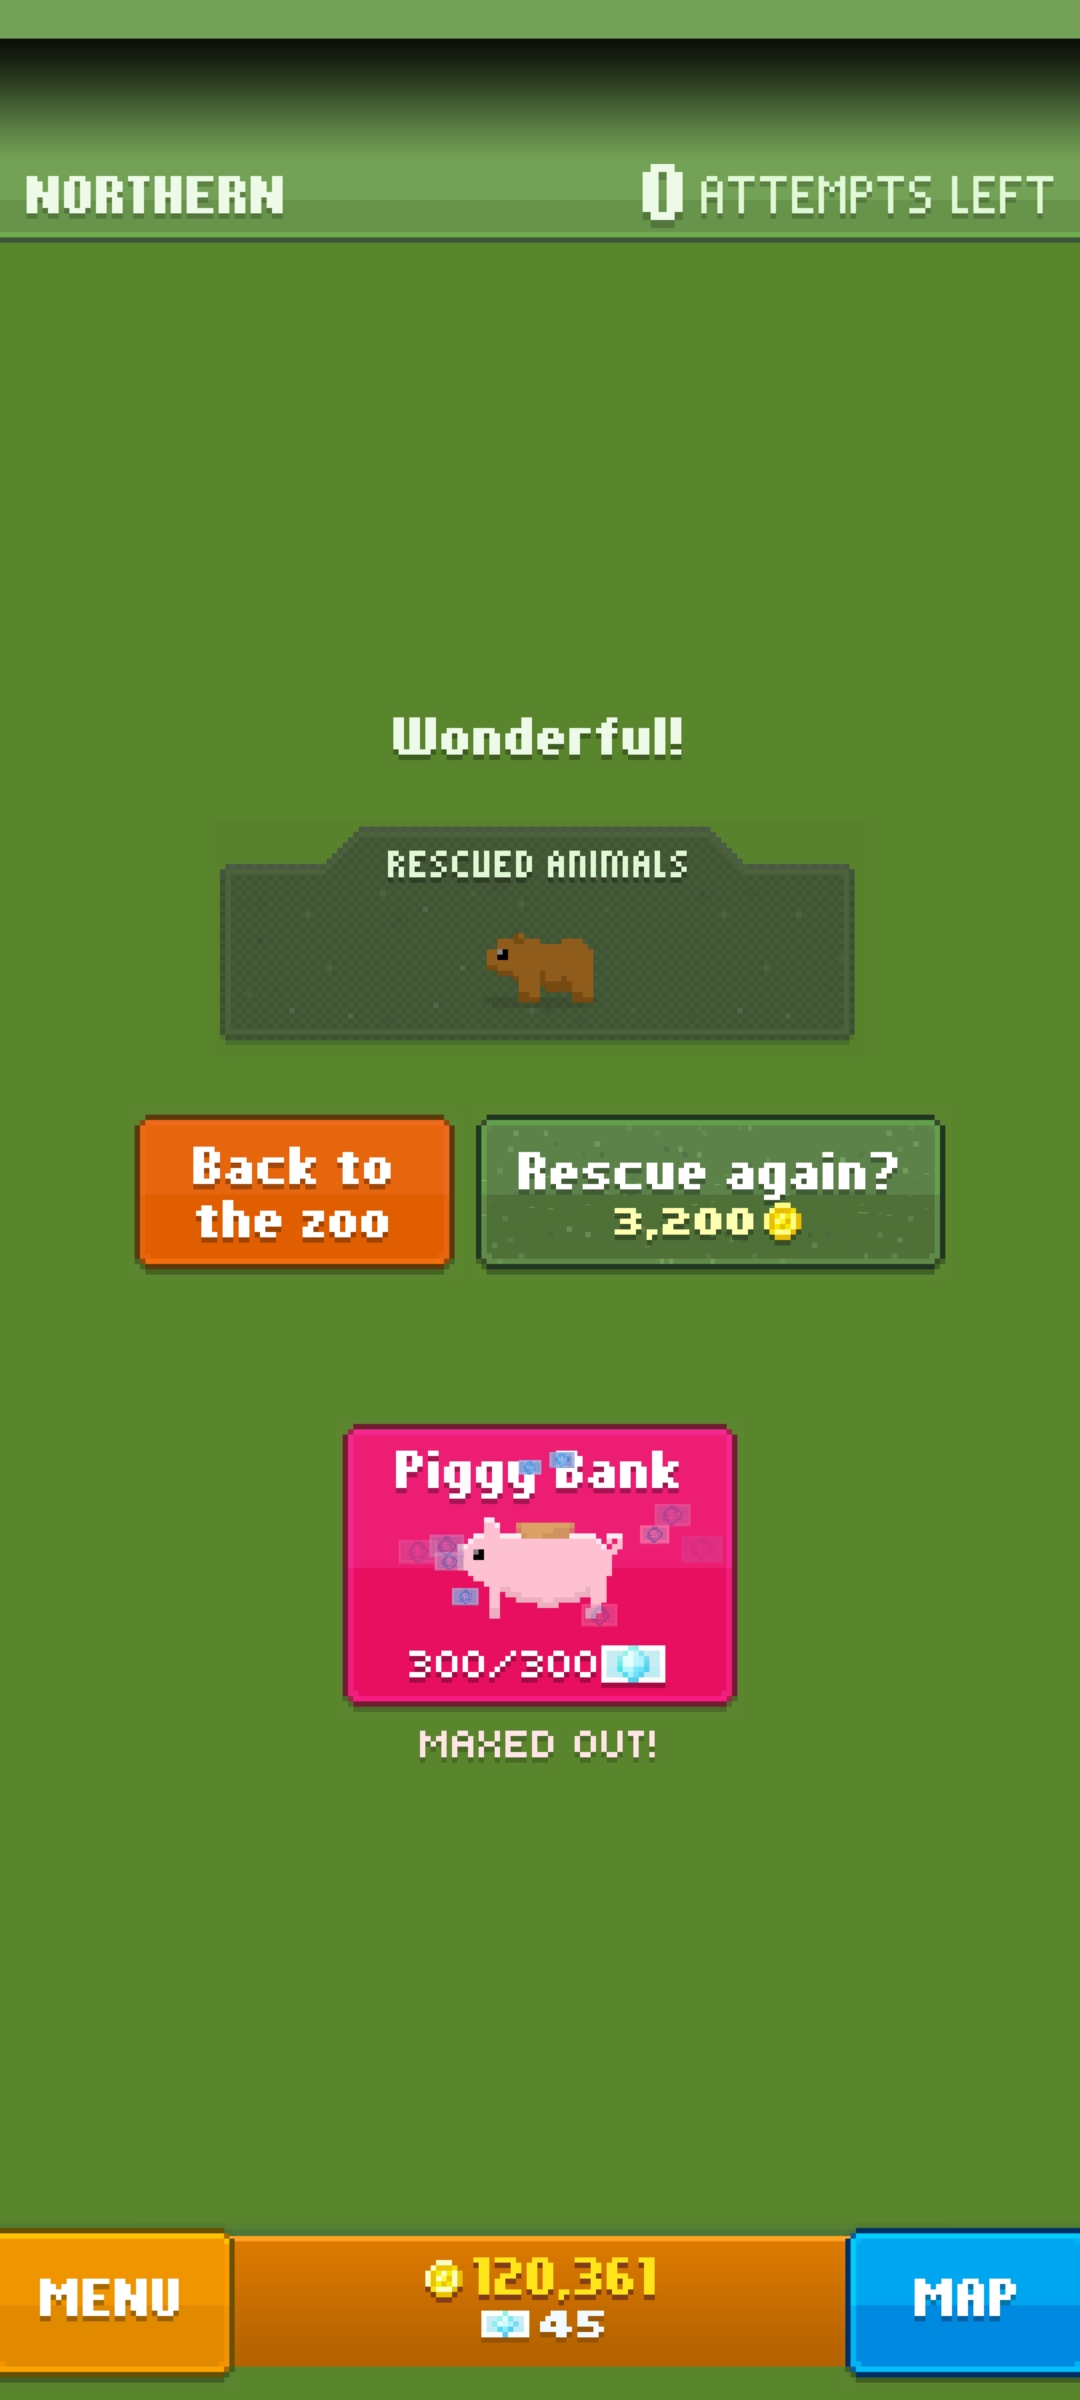 NORTHERN
0 ATTEMPTS LEFT
Wonderful!
RESCUED ANIMALS
Back to
the zoo
Rescue again?
3,200
Piggy Bank
300/300
MAXED OUT!
MENU
120,361
45
MAP